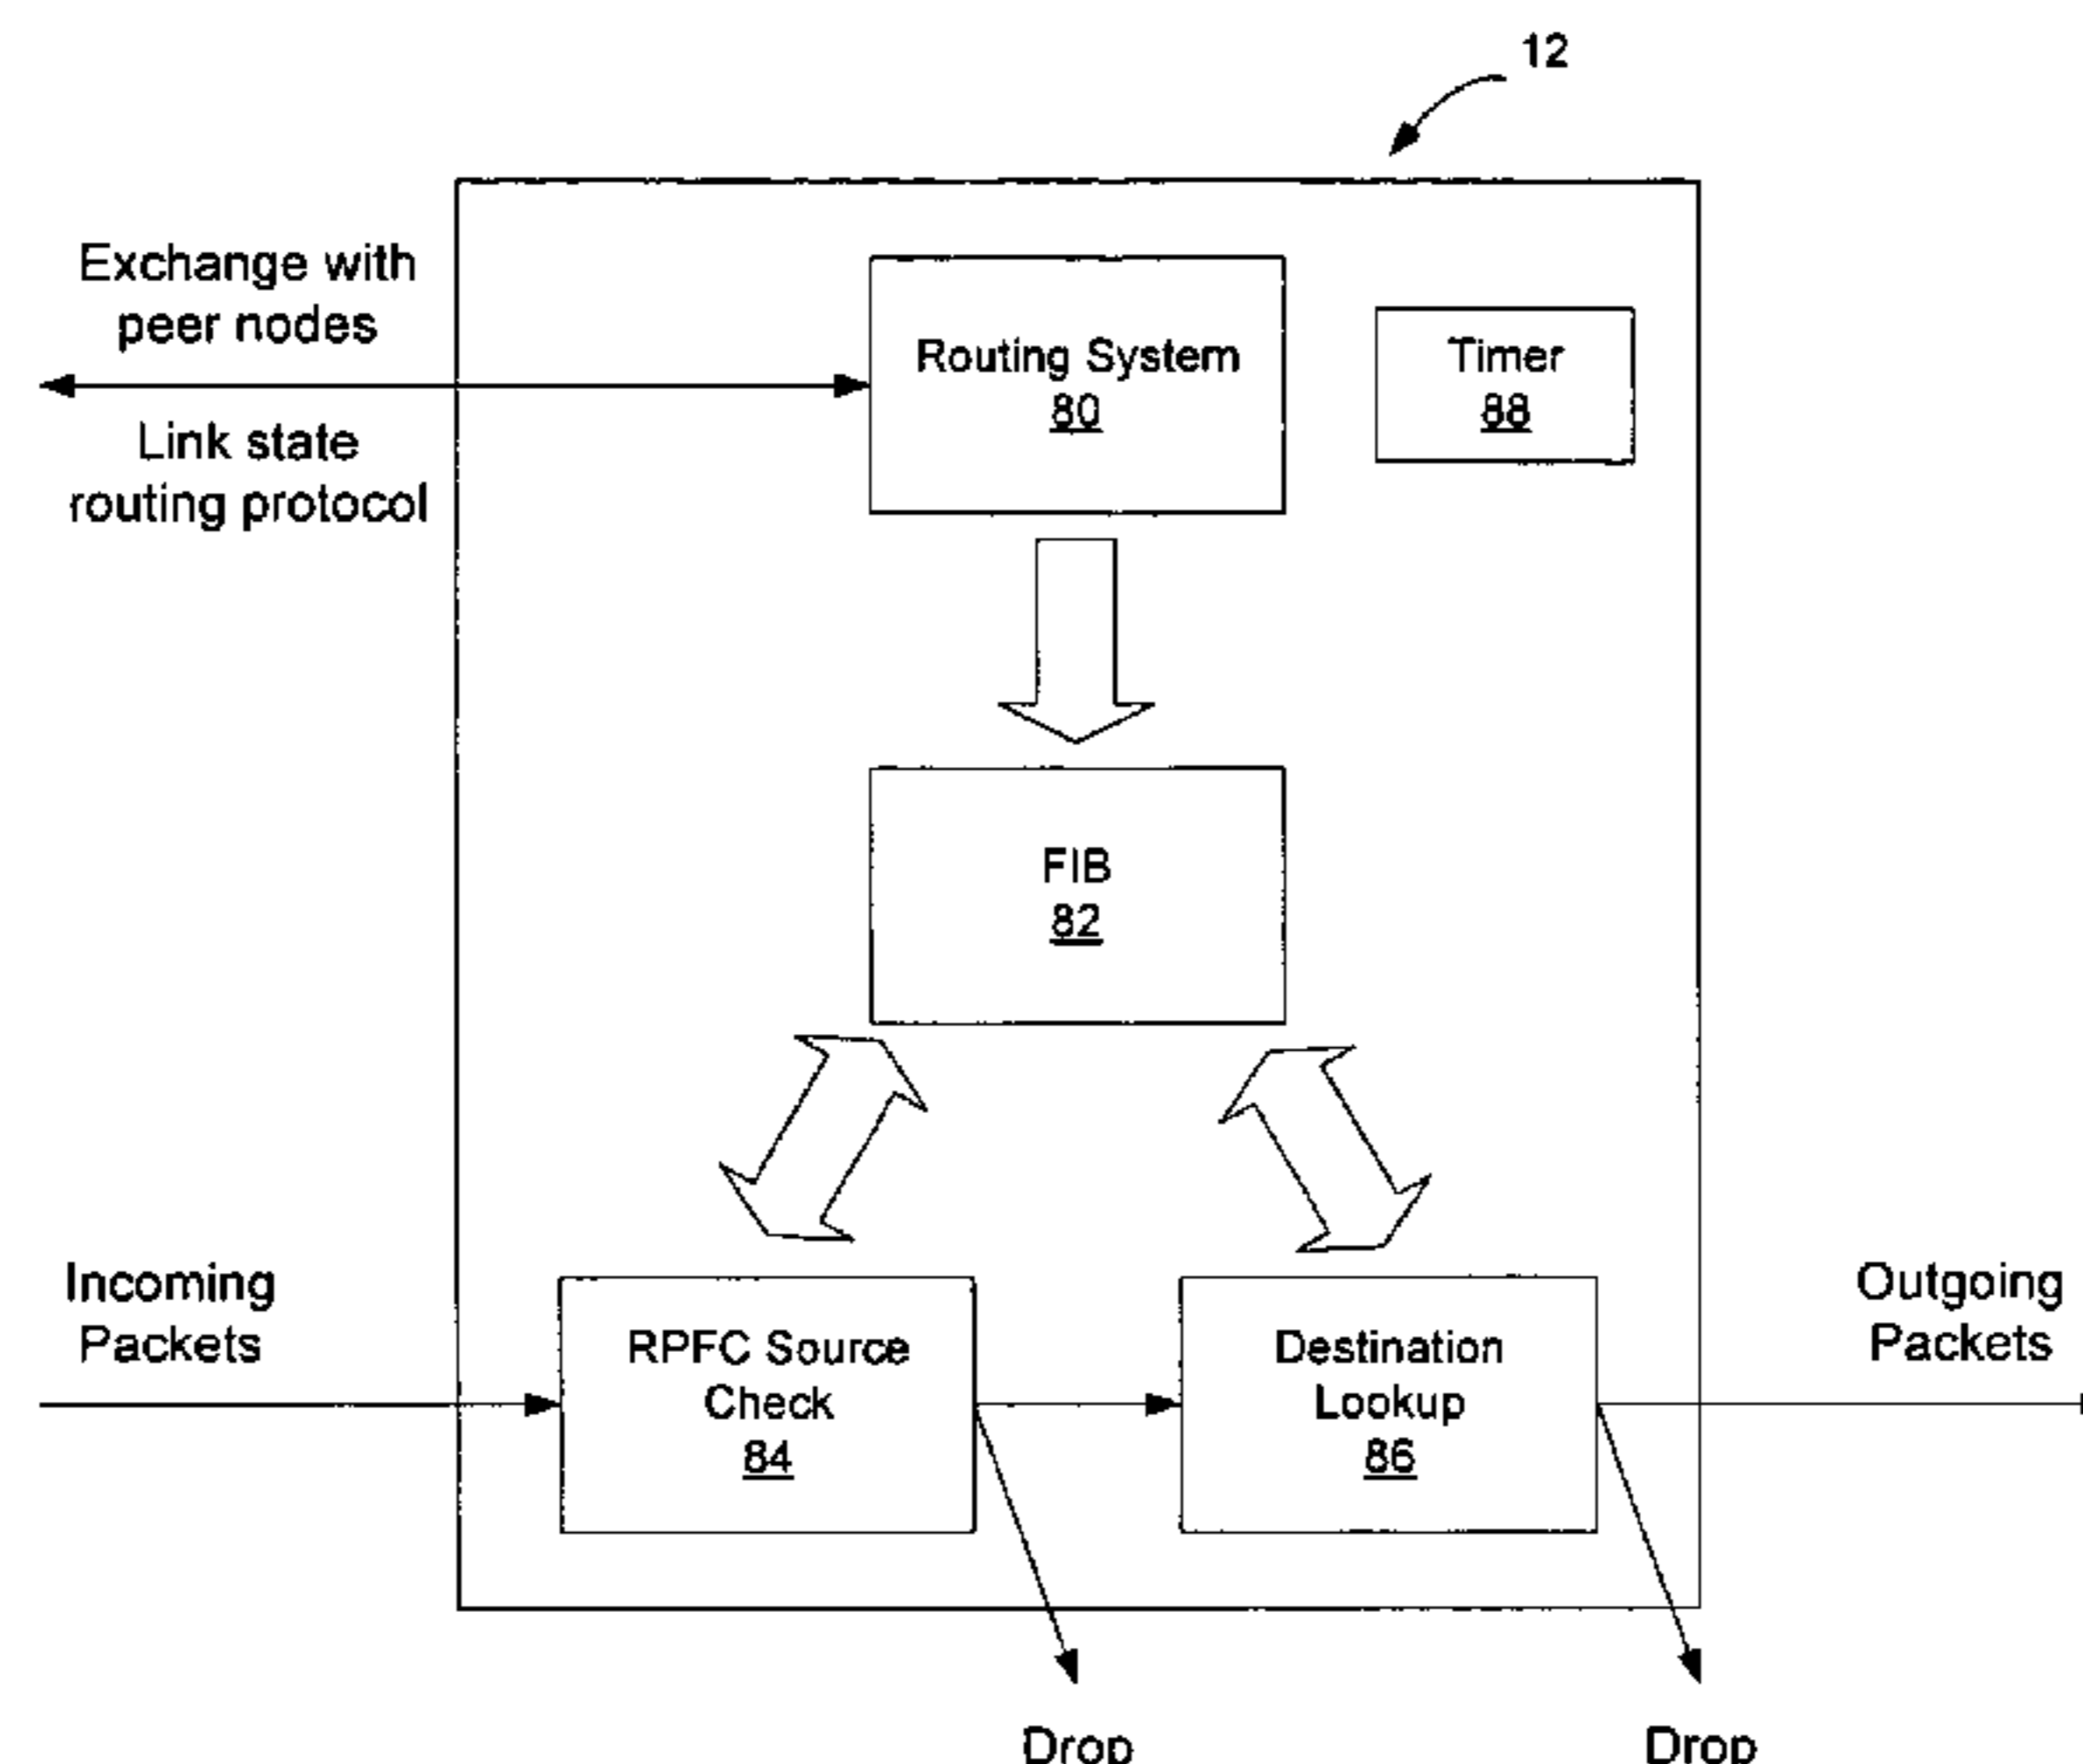 12
Exchange with
peer nodes
Link state
routing protocol
Routing System
80
Timer
88
FIB
82
Incoming
Packets
RPFC Source
Check
84
Destination
Lookup
86
Outgoing
Packets
Drop
Drop